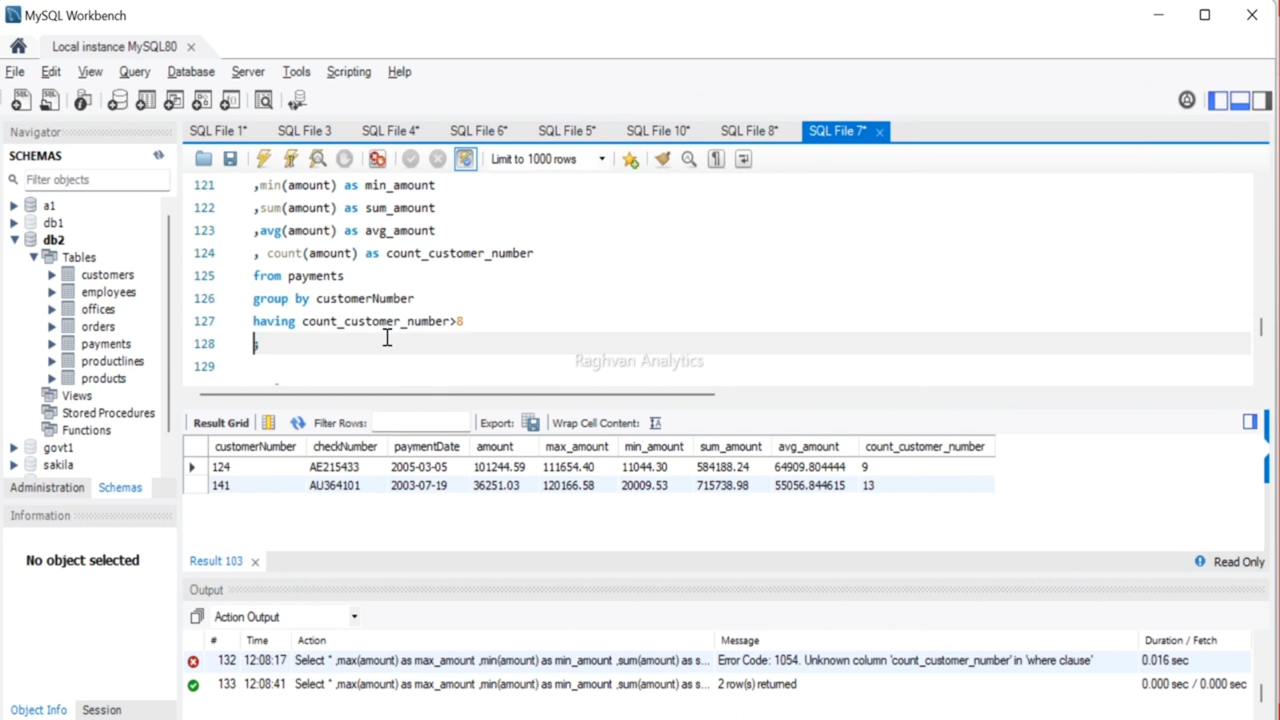 MySQL Workbench
Local instance MySQL80
File Edit View Query Database Server Tools Scripting Help
Navigator
SCHEMAS
Filter objects
a1
db1
db2
Tables
customers
employees
offices
orders
payments
productlines
products
Views
Stored Procedures
Functions
govt1
sakila
Administration Schemas
Information
No object selected
Object Info Session
SQL File 1* SQL File 3 SQL File 4* SQL File 6* SQL File 5* SQL File 10* SQL File 8* SQL File 7*
Limit to 1000 rows
121 ,min(amount) as min_amount
122 ,sum(amount) as sum_amount
123 ,avg(amount) as avg_amount
124 , count(amount) as count_customer_number
125 from payments
126 group by customerNumber
127 having count_customer_number>8
128 ;
129
Raghvan Analytics
Result Grid Filter Rows: Export: Wrap Cell Content:
customerNumber checkNumber paymentDate amount max_amount min_amount sum_amount avg_amount count_customer_number
124 AE215433 2005-03-05 101244.59 111654.40 11044.30 584188.24 64909.804444 9
141 AU364101 2003-07-19 36251.03 120166.58 20009.53 715738.98 55056.844615 13
Result 103 Read Only
Output
Action Output
# Time Action Message Duration / Fetch
132 12:08:17 Select * ,max(amount) as max_amount ,min(amount) as min_amount ,sum(amount) as s... Error Code: 1054. Unknown column 'count_customer_number' in 'where clause' 0.016 sec
133 12:08:41 Select * ,max(amount) as max_amount ,min(amount) as min_amount ,sum(amount) as s... 2 row(s) returned 0.000 sec / 0.000 sec